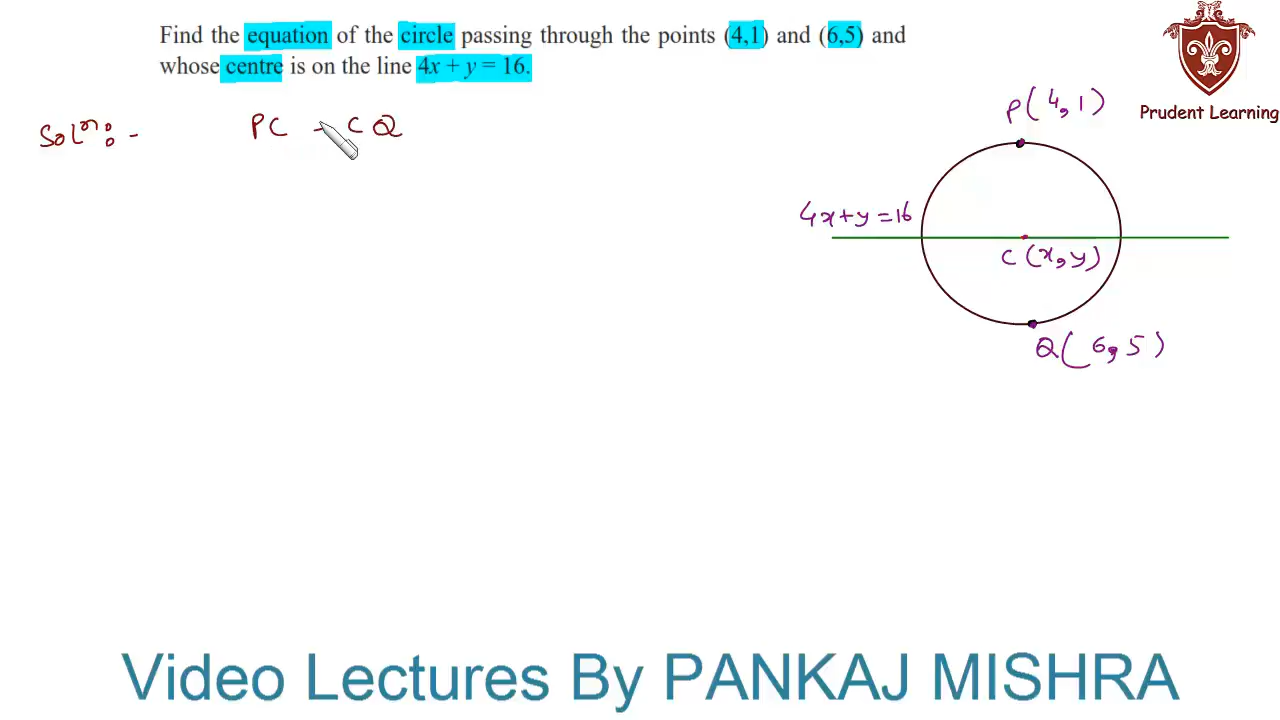 Find the equation of the circle passing through the points (4,1) and (6,5) and
whose centre is on the line 4x + y = 16.
Prudent Learning
Solⁿ: -
PC - CQ
P(4,1)
4x+y=16
C(x,y)
Q(6,5)
Video Lectures By PANKAJ MISHRA